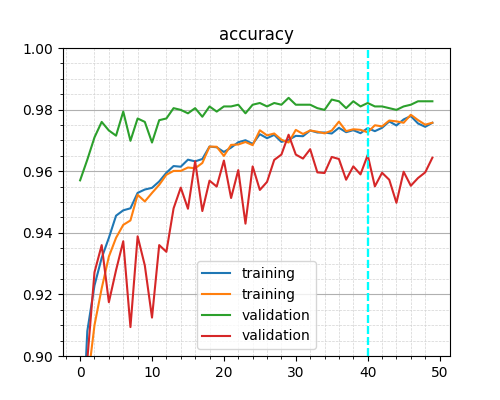 accuracy
1.00
0.98
0.96
0.94
0.92
0.90
training
training
validation
validation
0 10 20 30 40 50